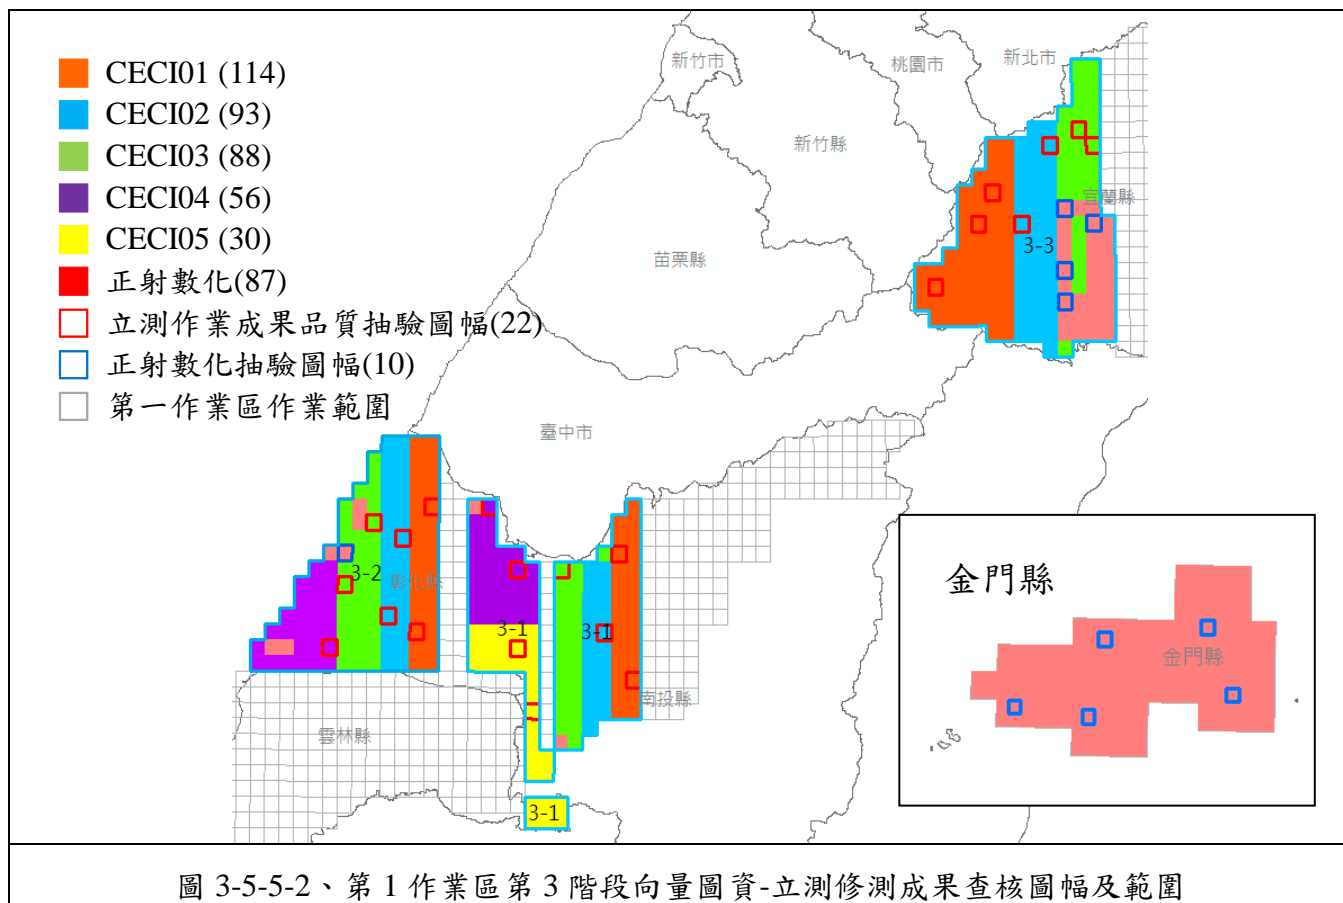 CECI01 (114)
CECI02 (93)
CECI03 (88)
CECI04 (56)
CECI05 (30)
正射數化(87)
立測作業成果品質抽驗圖幅(22)
正射數化抽驗圖幅(10)
第一作業區作業範圍
新竹市
桃園市
新北市
新竹縣
宜蘭縣
3-3
苗栗縣
臺中市
3-2
彰化縣
3-1
3-1
南投縣
雲林縣
3-1
金門縣
金門縣
圖 3-5-5-2、第 1 作業區第 3 階段向量圖資-立測修測成果查核圖幅及範圍